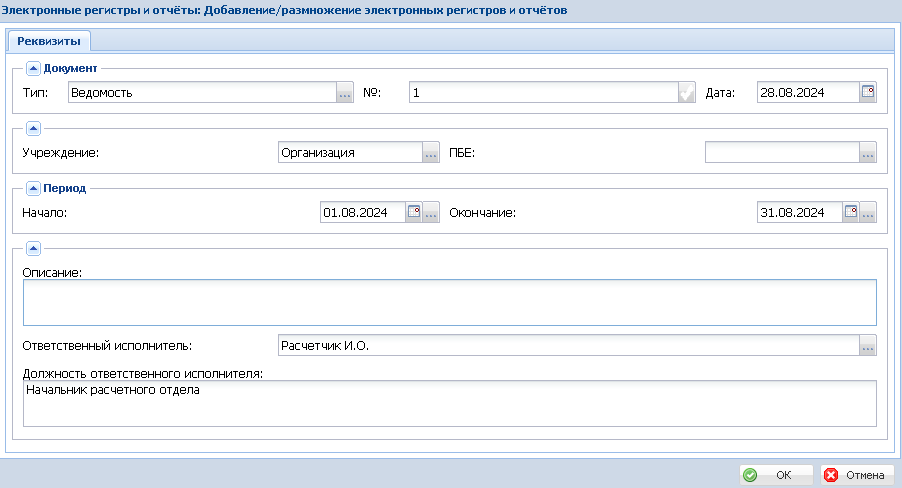 Электронные регистры и отчёты: Добавление/размножение электронных регистров и отчётов
Реквизиты
Документ
Тип: Ведомость ... №: 1 Дата: 28.08.2024
Учреждение: Организация ... ПБЕ: ...
Период
Начало: 01.08.2024 ... Окончание: 31.08.2024 ...
Описание:
Ответственный исполнитель: Расчетчик И.О. ...
Должность ответственного исполнителя:
Начальник расчетного отдела
ОК Отмена